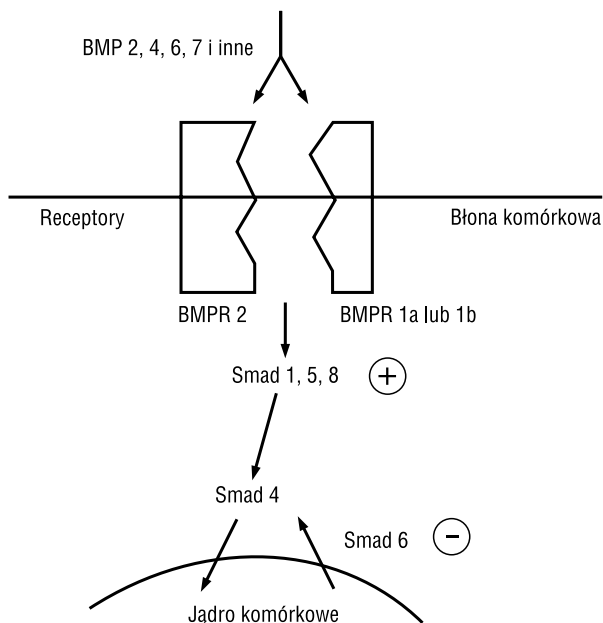 BMP 2, 4, 6, 7 i inne
Receptory
Błona komórkowa
BMPR 2
BMPR 1a lub 1b
Smad 1, 5, 8 +
Smad 4
Smad 6 −
Jądro komórkowe